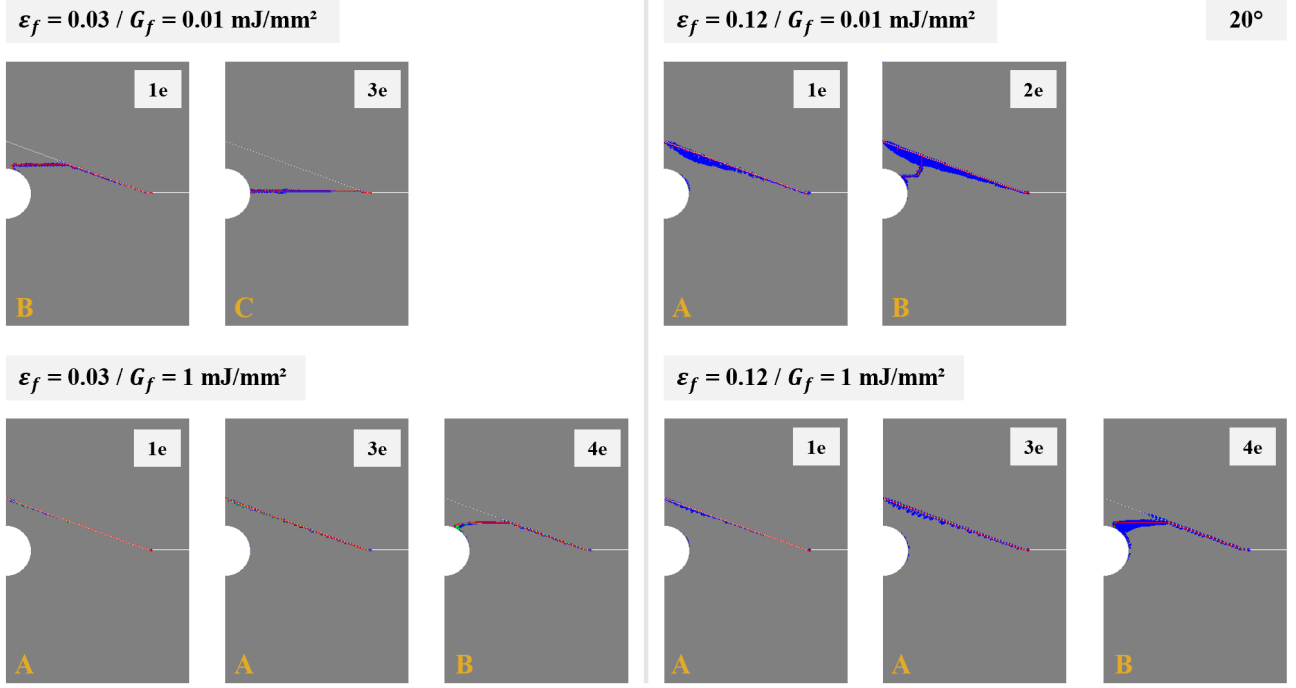 ε_f = 0.03 / G_f = 0.01 mJ/mm²
ε_f = 0.12 / G_f = 0.01 mJ/mm²
20°
1e
3e
1e
2e
B
C
A
B
ε_f = 0.03 / G_f = 1 mJ/mm²
ε_f = 0.12 / G_f = 1 mJ/mm²
1e
3e
4e
1e
3e
4e
A
A
B
A
A
B